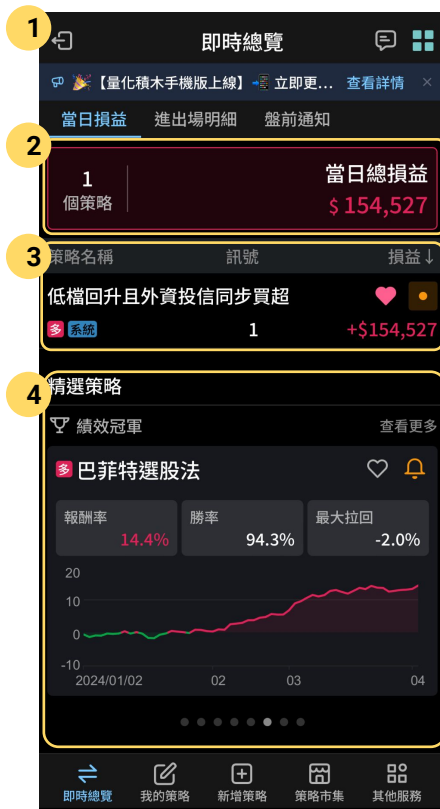 1
即時總覽
🎉【量化積木手機版上線】📲 立即更… 查看詳情 ×
當日損益 進出場明細 盤前通知
2
1
個策略
當日總損益
$154,527
3
策略名稱 訊號 損益↓
低檔回升且外資投信同步買超
多 系統 1 +$154,527
4
精選策略
績效冠軍 查看更多
多 巴菲特選股法
報酬率 勝率 最大拉回
14.4% 94.3% -2.0%
20
10
0
-10
2024/01/02 02 03 04
即時總覽 我的策略 新增策略 策略市集 其他服務